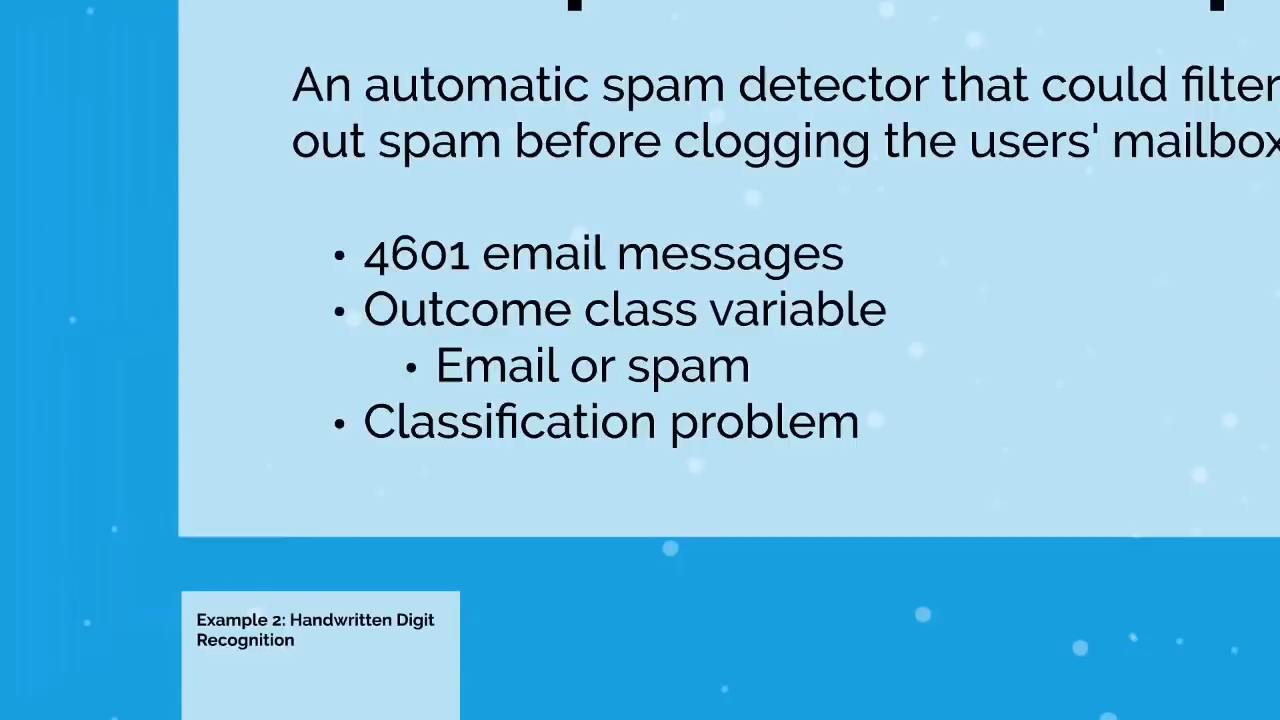 An automatic spam detector that could filter
out spam before clogging the users' mailbox
• 4601 email messages
• Outcome class variable
• Email or spam
• Classification problem
Example 2: Handwritten Digit
Recognition